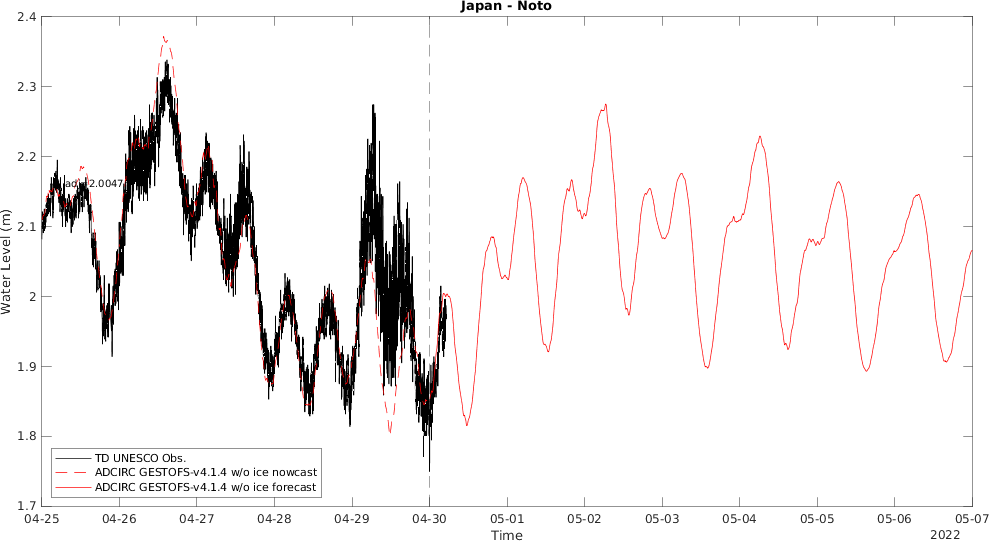 Japan - Noto
2.4
2.3
2.2
2.1
2
1.9
1.8
1.7
Water Level (m)
adj 2.0047
TD UNESCO Obs.
ADCIRC GESTOFS-v4.1.4 w/o ice nowcast
ADCIRC GESTOFS-v4.1.4 w/o ice forecast
04-25 04-26 04-27 04-28 04-29 04-30 05-01 05-02 05-03 05-04 05-05 05-06 05-07
Time
2022